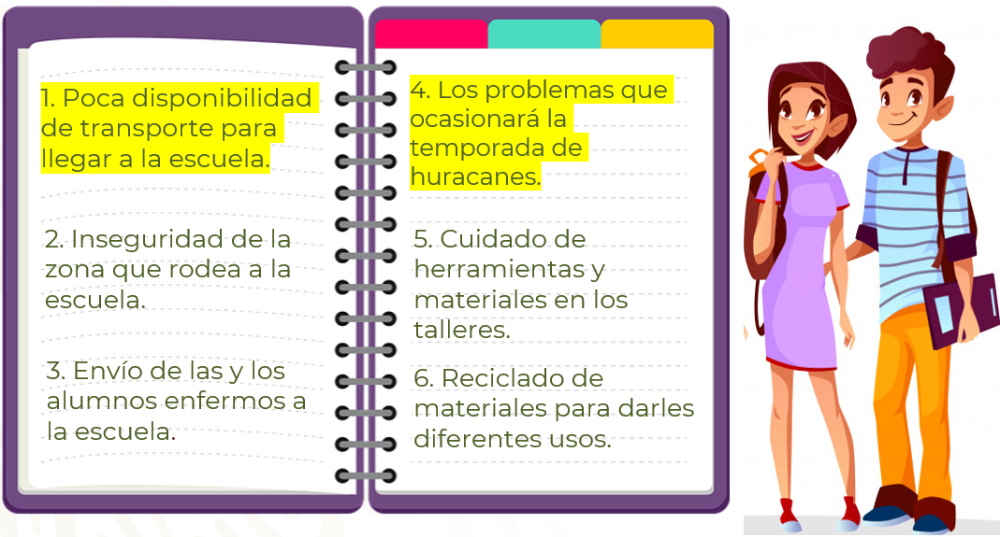 1. Poca disponibilidad
de transporte para
llegar a la escuela.
2. Inseguridad de la
zona que rodea a la
escuela.
3. Envío de las y los
alumnos enfermos a
la escuela.
4. Los problemas que
ocasionará la
temporada de
huracanes.
5. Cuidado de
herramientas y
materiales en los
talleres.
6. Reciclado de
materiales para darles
diferentes usos.